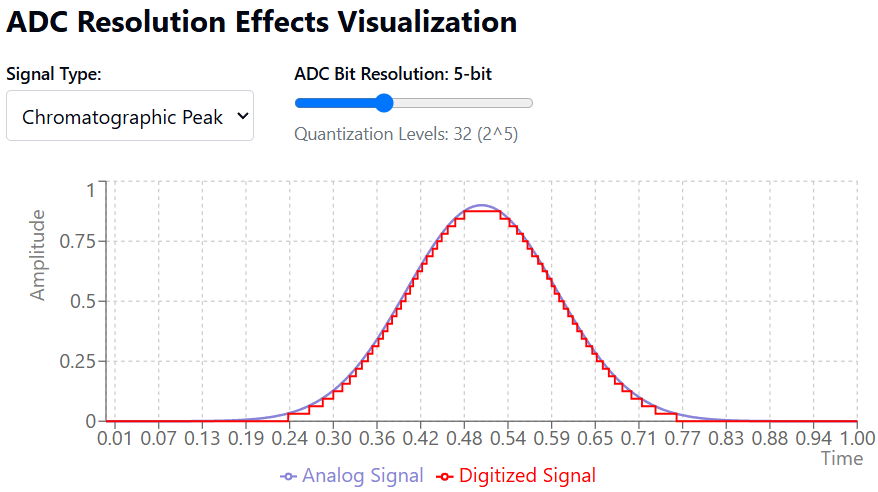 ADC Resolution Effects Visualization
Signal Type:
Chromatographic Peak
ADC Bit Resolution: 5-bit
Quantization Levels: 32 (2^5)
Amplitude
1
0.75
0.5
0.25
0
0.01 0.07 0.13 0.19 0.24 0.30 0.36 0.42 0.48 0.54 0.59 0.65 0.71 0.77 0.83 0.88 0.94 1.00
Time
Analog Signal Digitized Signal